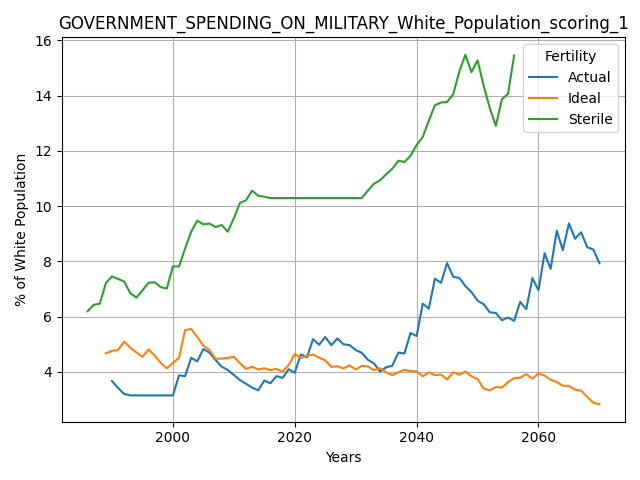 GOVERNMENT_SPENDING_ON_MILITARY_White_Population_scoring_1
Fertility
Actual
Ideal
Sterile
% of White Population
16
14
12
10
8
6
4
2000
2020
2040
2060
Years